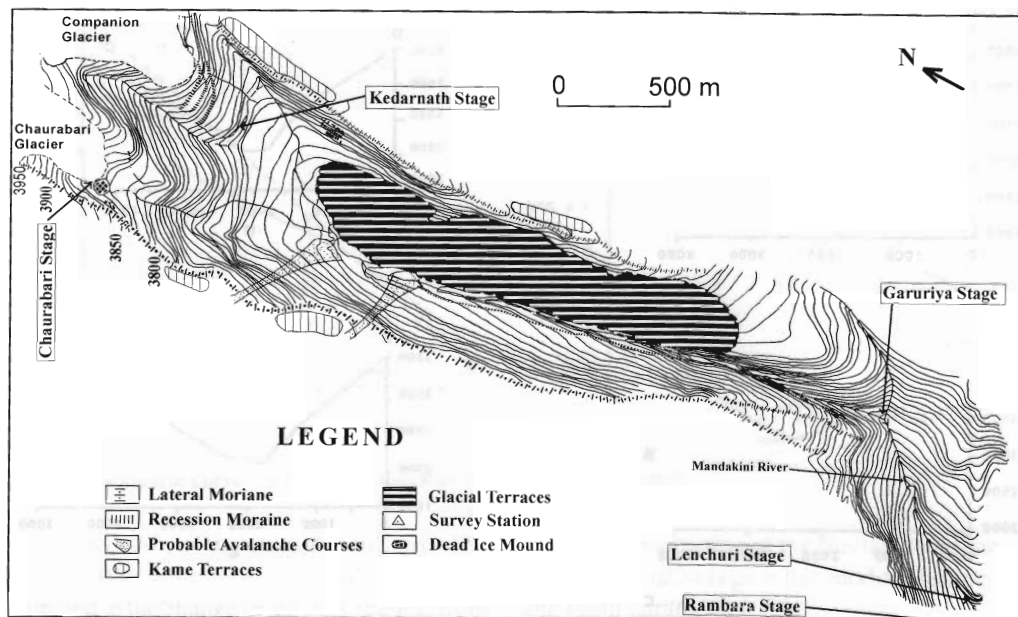 Companion
Glacier
N
0 500 m
Kedarnath Stage
Chaurabari
Glacier
3950
3900
3850
3800
Chaurabari Stage
Garuriya Stage
Mandakini River
Lenchuri Stage
Rambara Stage
LEGEND
Lateral Moriane
Recession Moraine
Probable Avalanche Courses
Kame Terraces
Glacial Terraces
Survey Station
Dead Ice Mound